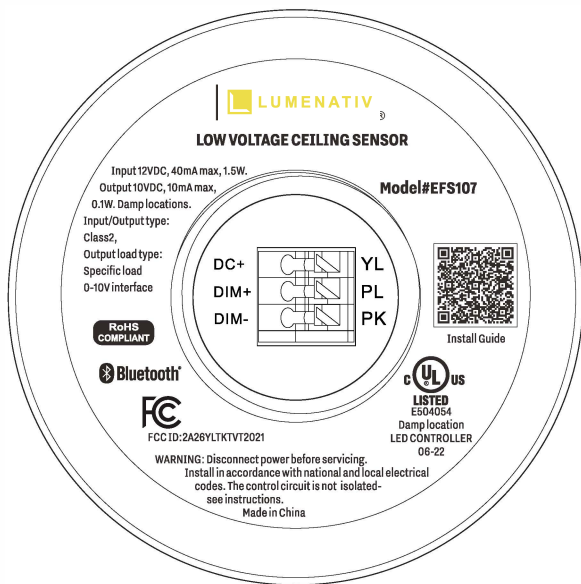 LUMENATIV
®
LOW VOLTAGE CEILING SENSOR
Input 12VDC, 40mA max, 1.5W.
Output 10VDC, 10mA max,
0.1W. Damp locations.
Input/Output type:
Class2,
Output load type:
Specific load
0-10V interface
Model#EFS107
DC+ YL
DIM+ PL
DIM- PK
RoHS
COMPLIANT
Bluetooth®
FC
FCC ID:2A26YLTKTVT2021
Install Guide
C UL® US
LISTED
E504054
Damp location
LED CONTROLLER
06-22
WARNING: Disconnect power before servicing.
Install in accordance with national and local electrical
codes. The control circuit is not isolated-
see instructions.
Made in China